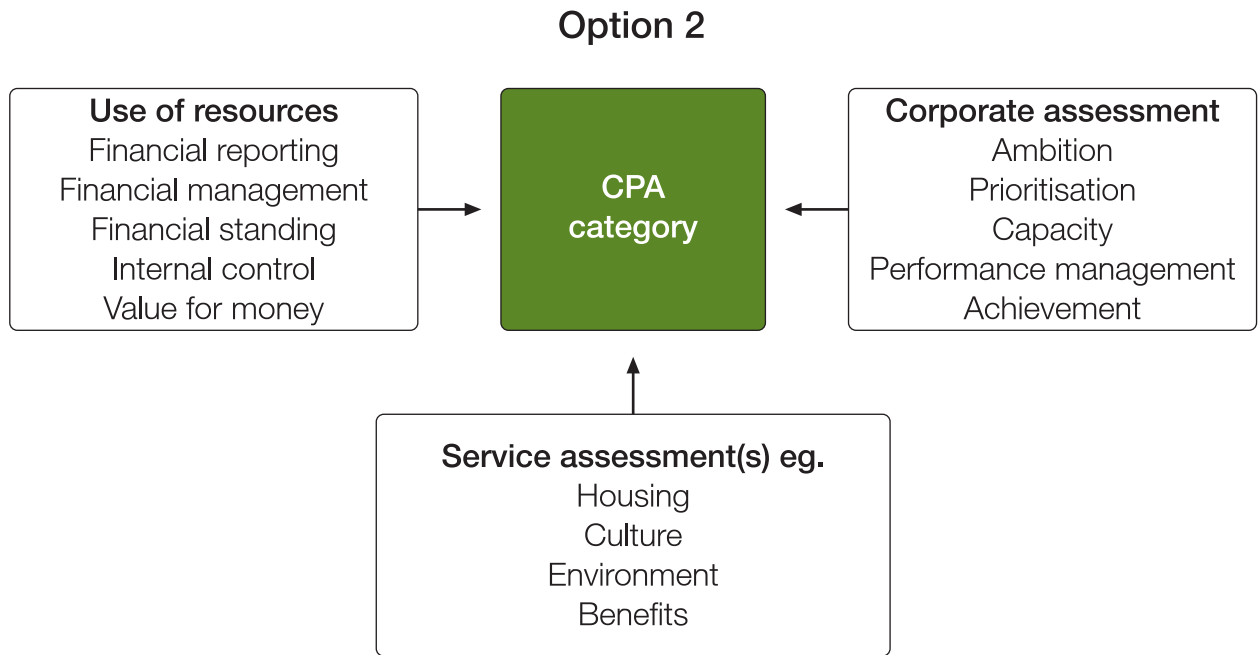 Option 2
Use of resources
Financial reporting
Financial management
Financial standing
Internal control
Value for money
CPA
category
Corporate assessment
Ambition
Prioritisation
Capacity
Performance management
Achievement
Service assessment(s) eg.
Housing
Culture
Environment
Benefits